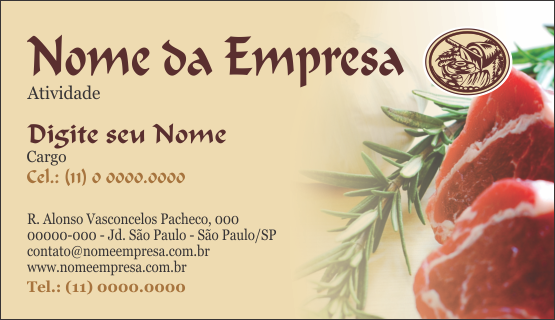 Nome da Empresa
Atividade
Digite seu Nome
Cargo
Cel.: (11) 0 0000.0000
R. Alonso Vasconcelos Pacheco, 000
00000-000 - Jd. São Paulo - São Paulo/SP
contato@nomeempresa.com.br
www.nomeempresa.com.br
Tel.: (11) 0000.0000